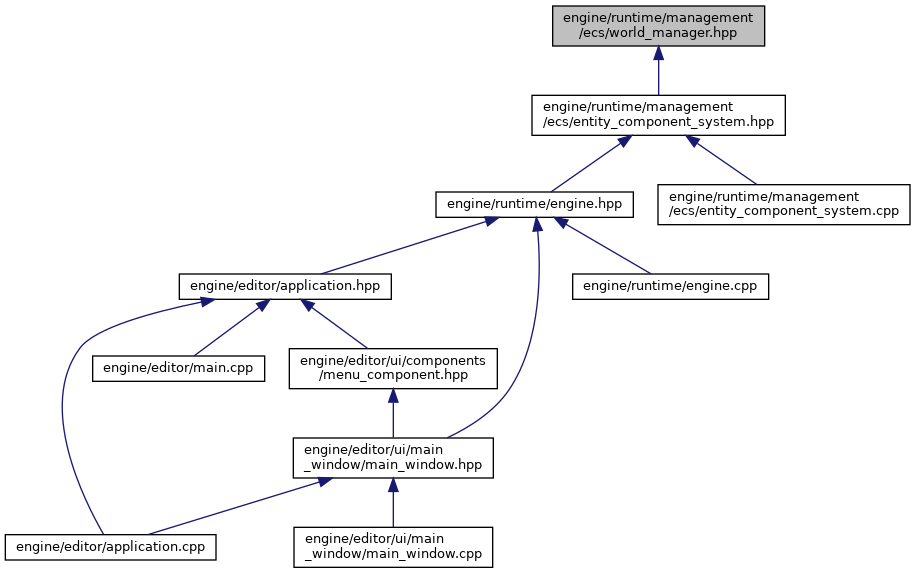 engine/runtime/management
/ecs/world_manager.hpp
engine/runtime/management
/ecs/entity_component_system.hpp
engine/runtime/engine.hpp
engine/runtime/management
/ecs/entity_component_system.cpp
engine/editor/application.hpp
engine/runtime/engine.cpp
engine/editor/main.cpp
engine/editor/ui/components
/menu_component.hpp
engine/editor/ui/main
_window/main_window.hpp
engine/editor/application.cpp
engine/editor/ui/main
_window/main_window.cpp